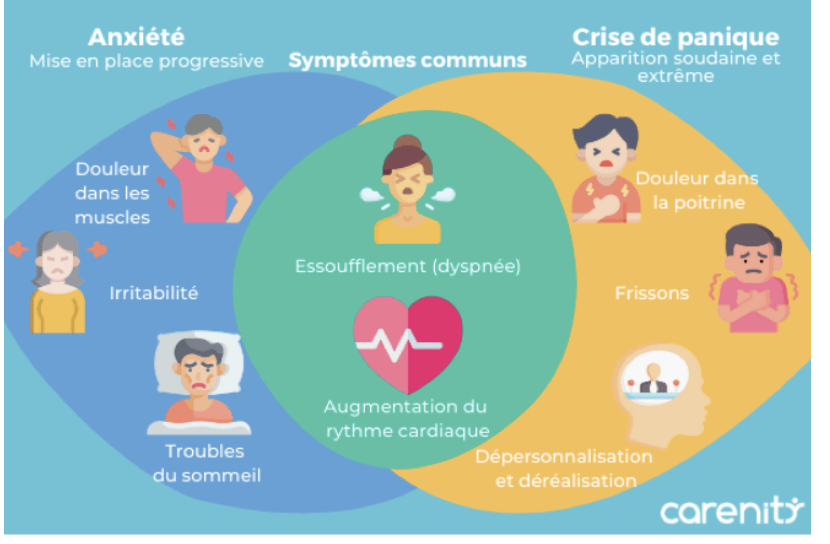 Anxiété
Mise en place progressive
Symptômes communs
Crise de panique
Apparition soudaine et
extrême
Douleur
dans les
muscles
Irritabilité
Troubles
du sommeil
Essoufflement (dyspnée)
Augmentation du
rythme cardiaque
Douleur dans
la poitrine
Frissons
Dépersonnalisation
et déréalisation
carenity